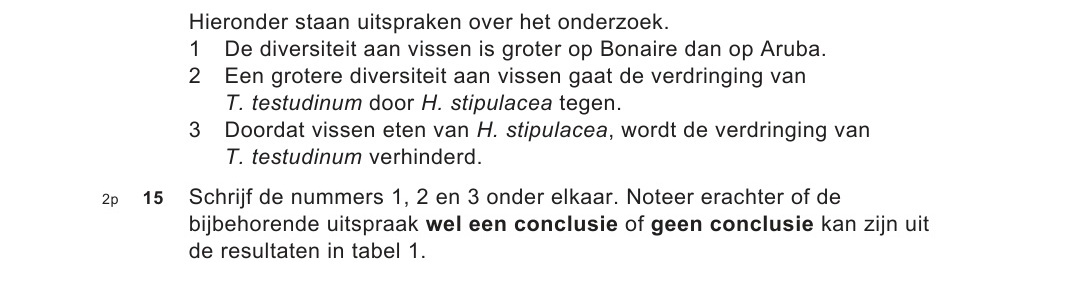 Hieronder staan uitspraken over het onderzoek.
1 De diversiteit aan vissen is groter op Bonaire dan op Aruba.
2 Een grotere diversiteit aan vissen gaat de verdringing van
T. testudinum door H. stipulacea tegen.
3 Doordat vissen eten van H. stipulacea, wordt de verdringing van
T. testudinum verhinderd.
2p 15 Schrijf de nummers 1, 2 en 3 onder elkaar. Noteer erachter of de
bijbehorende uitspraak wel een conclusie of geen conclusie kan zijn uit
de resultaten in tabel 1.